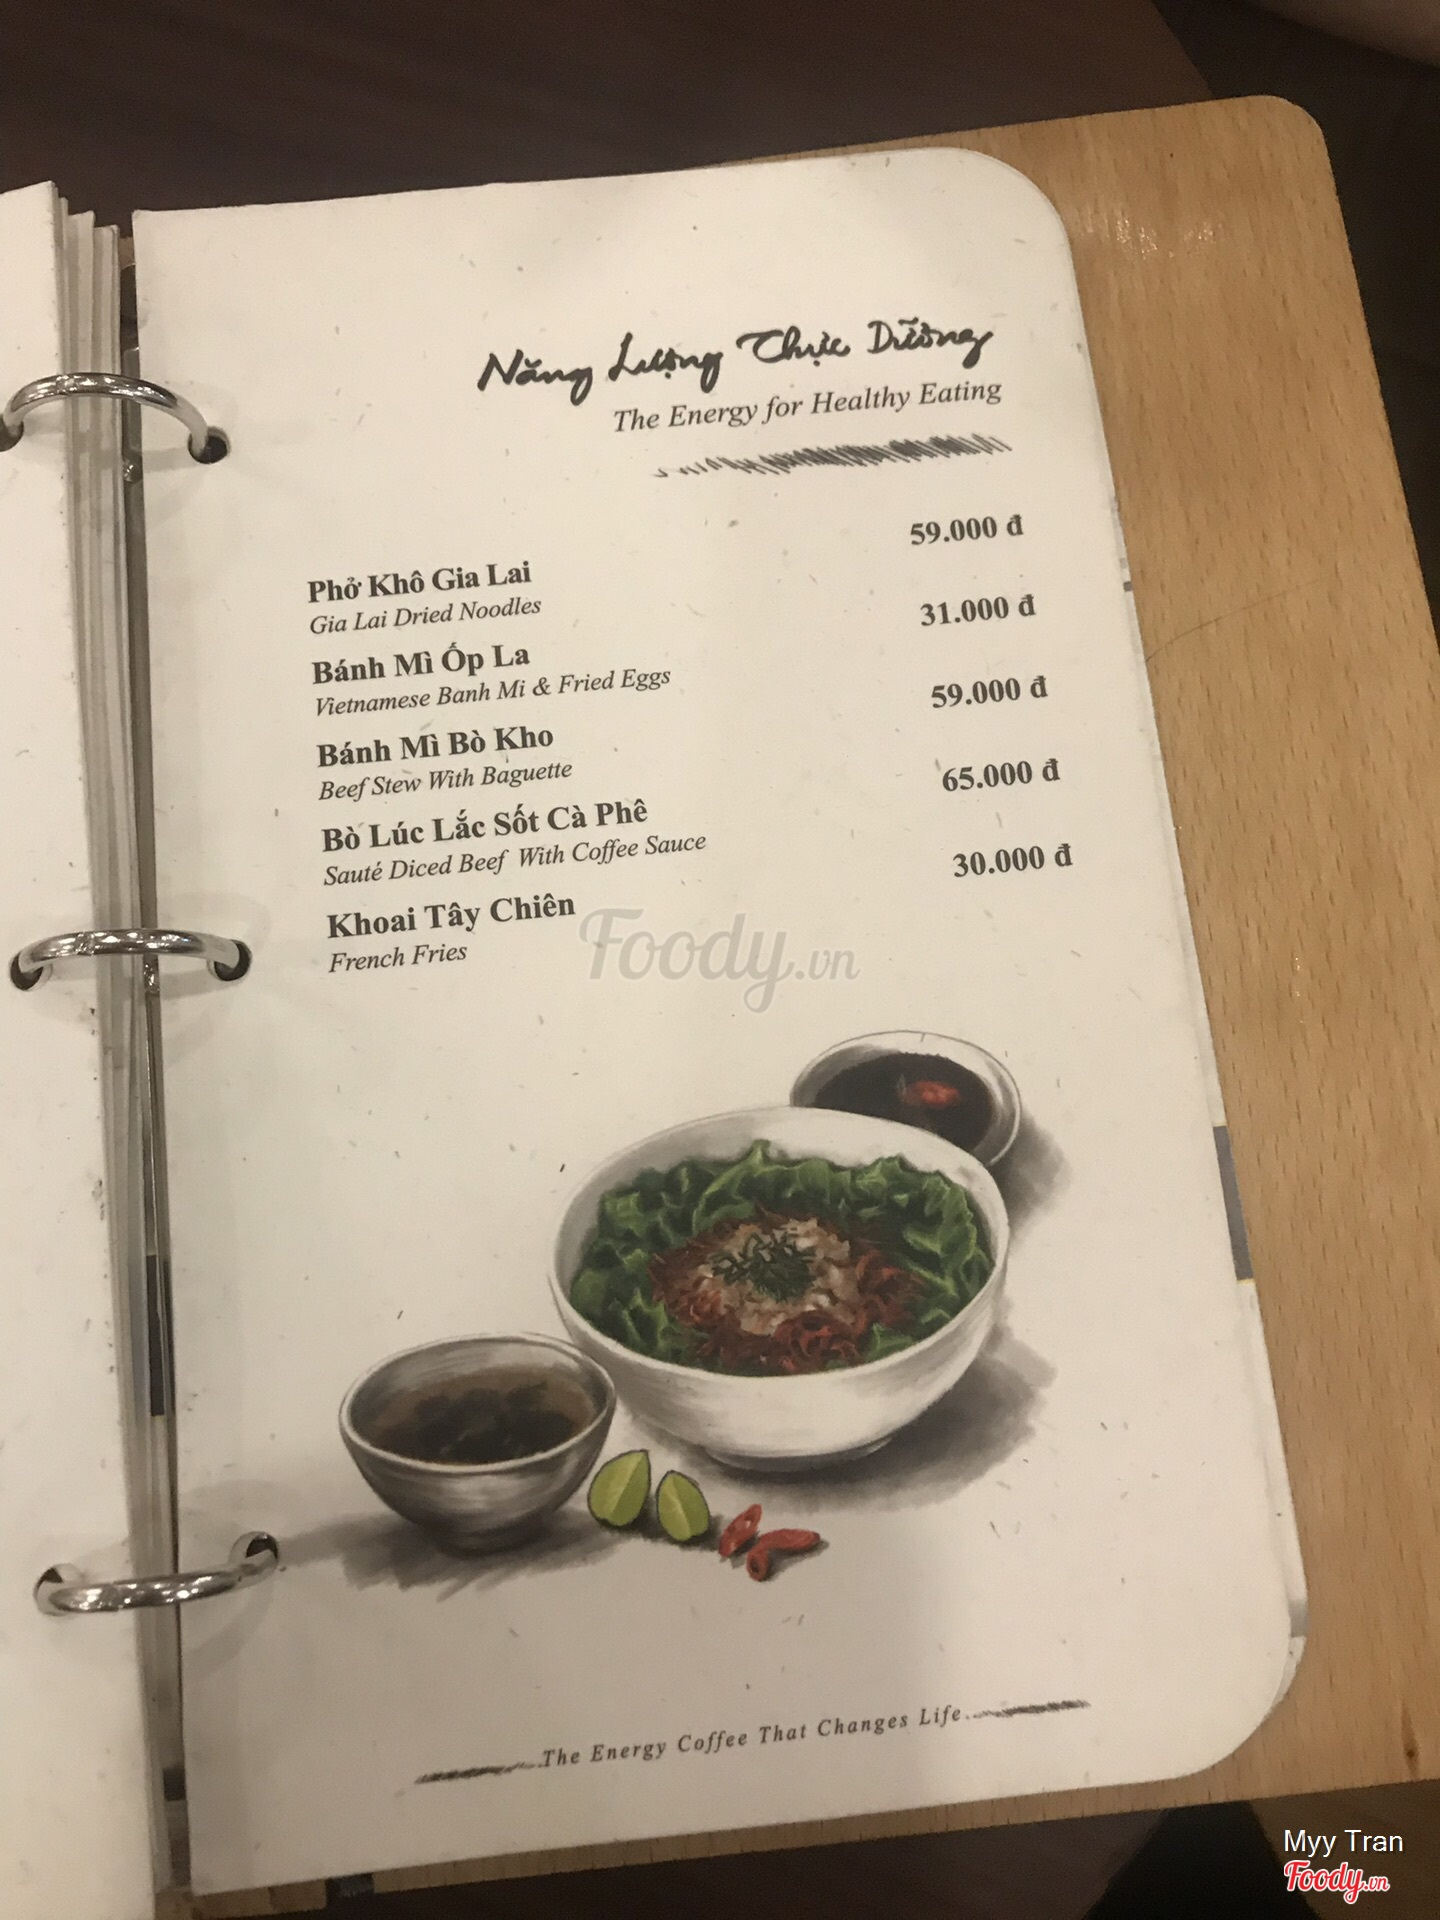 Năng Lượng Thực Dưỡng
The Energy for Healthy Eating
Phở Khô Gia Lai 59.000 đ
Gia Lai Dried Noodles
Bánh Mì Ốp La 31.000 đ
Vietnamese Banh Mi & Fried Eggs
Bánh Mì Bò Kho 59.000 đ
Beef Stew With Baguette
Bò Lúc Lắc Sốt Cà Phê 65.000 đ
Sauté Diced Beef With Coffee Sauce
Khoai Tây Chiên 30.000 đ
French Fries
Foody.vn
The Energy Coffee That Changes Life
Myy Tran
Foody.vn